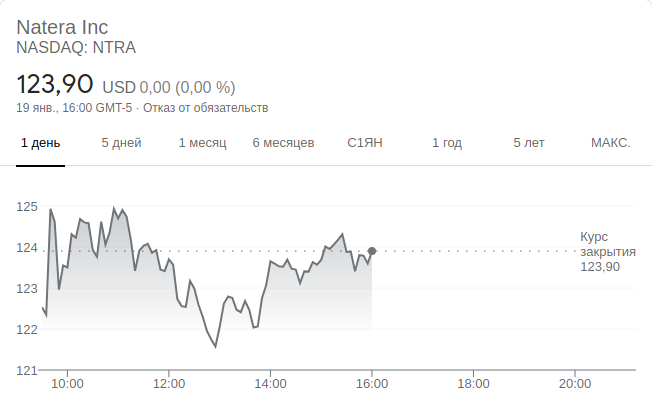 Natera Inc
NASDAQ: NTRA
123,90 USD 0,00 (0,00 %)
19 янв., 16:00 GMT-5 · Отказ от обязательств
1 день 5 дней 1 месяц 6 месяцев С1ЯН 1 год 5 лет МАКС.
125
124
123
122
121
Курс
закрытия
123,90
10:00 12:00 14:00 16:00 18:00 20:00